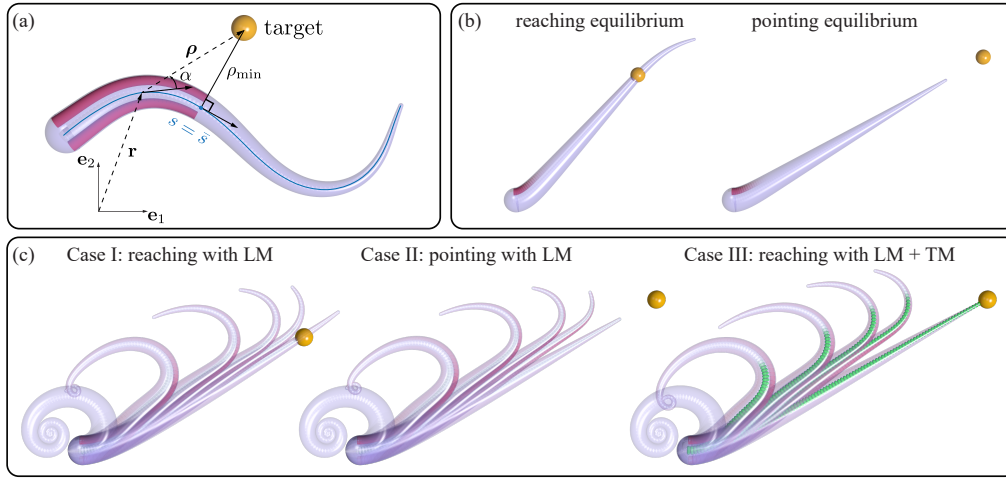 (a)
target
ρ
α
ρmin
s = s̄
r
e2
e1
(b)
reaching equilibrium
pointing equilibrium
(c)
Case I: reaching with LM
Case II: pointing with LM
Case III: reaching with LM + TM